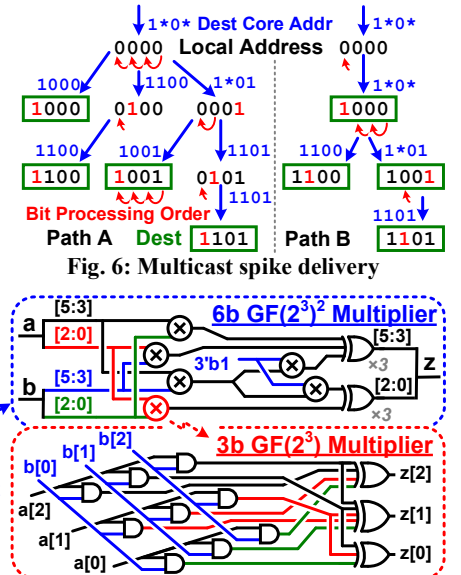 1*0* Dest Core Addr 1*0*
0000 Local Address 0000
1000 1100 1*01 1*0*
1000 0100 0001 1000
1100 1001 1101 1100 1*01
1100 1001 0101 1100 1001
Bit Processing Order 1101 1101
Path A Dest 1101 Path B 1101
Fig. 6: Multicast spike delivery
6b GF(2^3)^2 Multiplier
a [5:3] [5:3]
[2:0] 3'b1 ×3 z
b [5:3] [2:0]
[2:0] ×3
3b GF(2^3) Multiplier
b[2]
b[1]
b[0] z[2]
a[2] z[1]
a[1] z[0]
a[0]